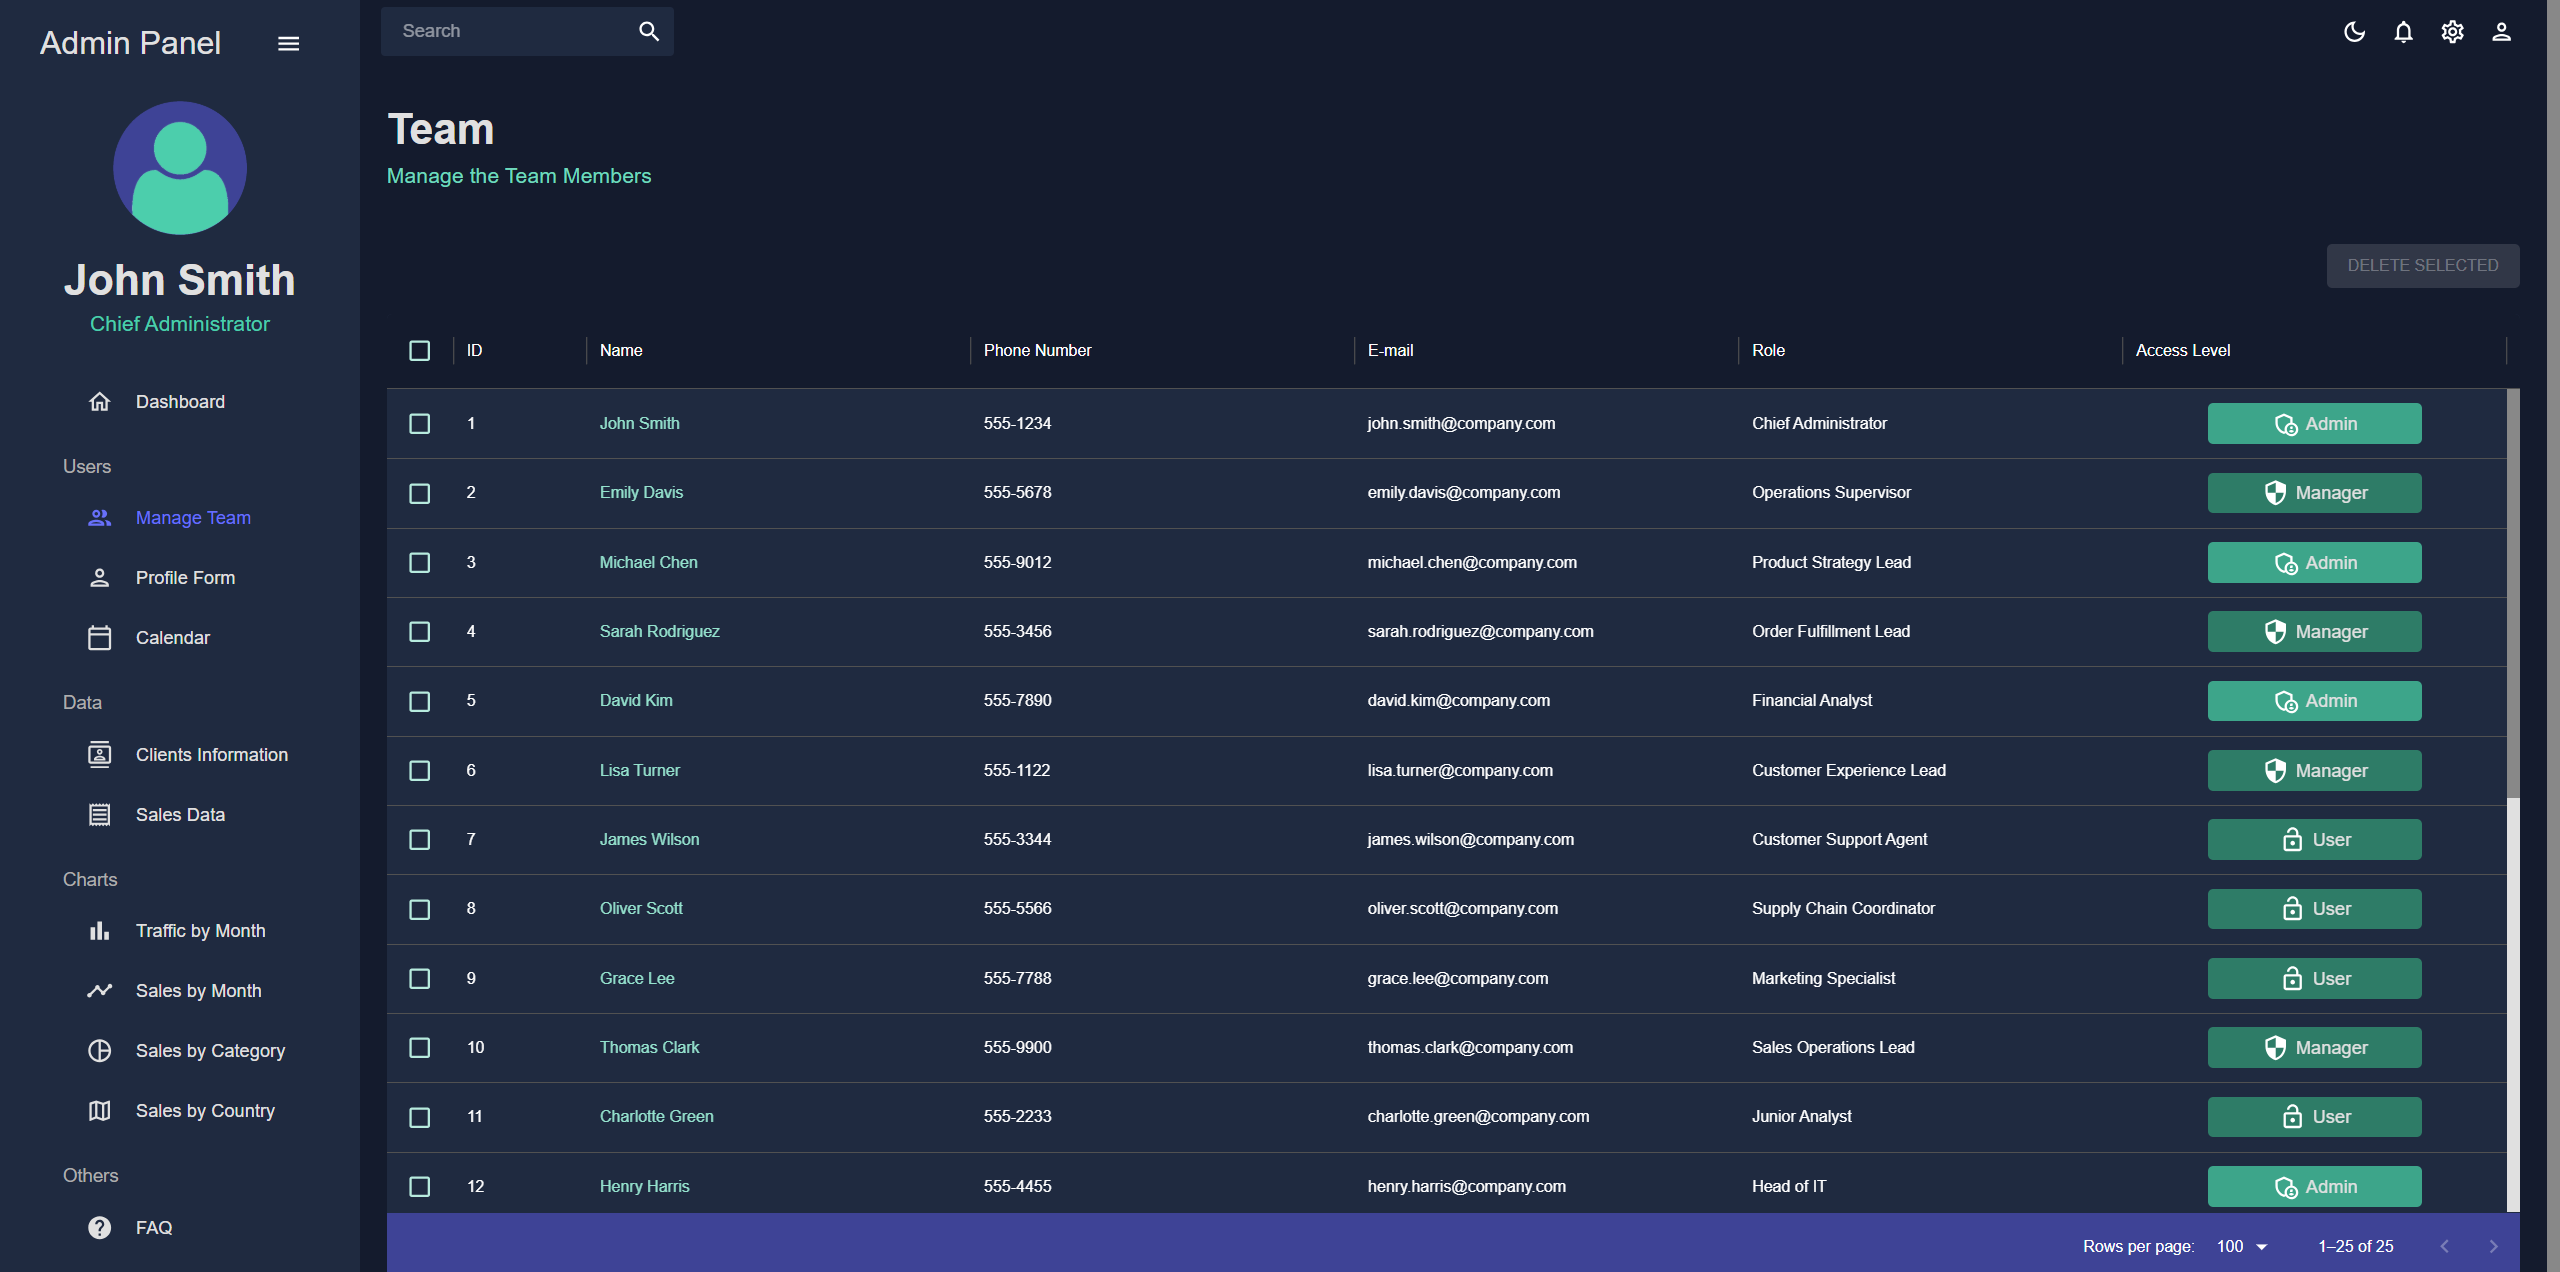 Admin Panel
John Smith
Chief Administrator
Dashboard
Users
Manage Team
Profile Form
Calendar
Data
Clients Information
Sales Data
Charts
Traffic by Month
Sales by Month
Sales by Category
Sales by Country
Others
FAQ
Search
Team
Manage the Team Members
DELETE SELECTED
ID Name Phone Number E-mail Role Access Level
1 John Smith 555-1234 john.smith@company.com Chief Administrator Admin
2 Emily Davis 555-5678 emily.davis@company.com Operations Supervisor Manager
3 Michael Chen 555-9012 michael.chen@company.com Product Strategy Lead Admin
4 Sarah Rodriguez 555-3456 sarah.rodriguez@company.com Order Fulfillment Lead Manager
5 David Kim 555-7890 david.kim@company.com Financial Analyst Admin
6 Lisa Turner 555-1122 lisa.turner@company.com Customer Experience Lead Manager
7 James Wilson 555-3344 james.wilson@company.com Customer Support Agent User
8 Oliver Scott 555-5566 oliver.scott@company.com Supply Chain Coordinator User
9 Grace Lee 555-7788 grace.lee@company.com Marketing Specialist User
10 Thomas Clark 555-9900 thomas.clark@company.com Sales Operations Lead Manager
11 Charlotte Green 555-2233 charlotte.green@company.com Junior Analyst User
12 Henry Harris 555-4455 henry.harris@company.com Head of IT Admin
Rows per page: 100 1–25 of 25